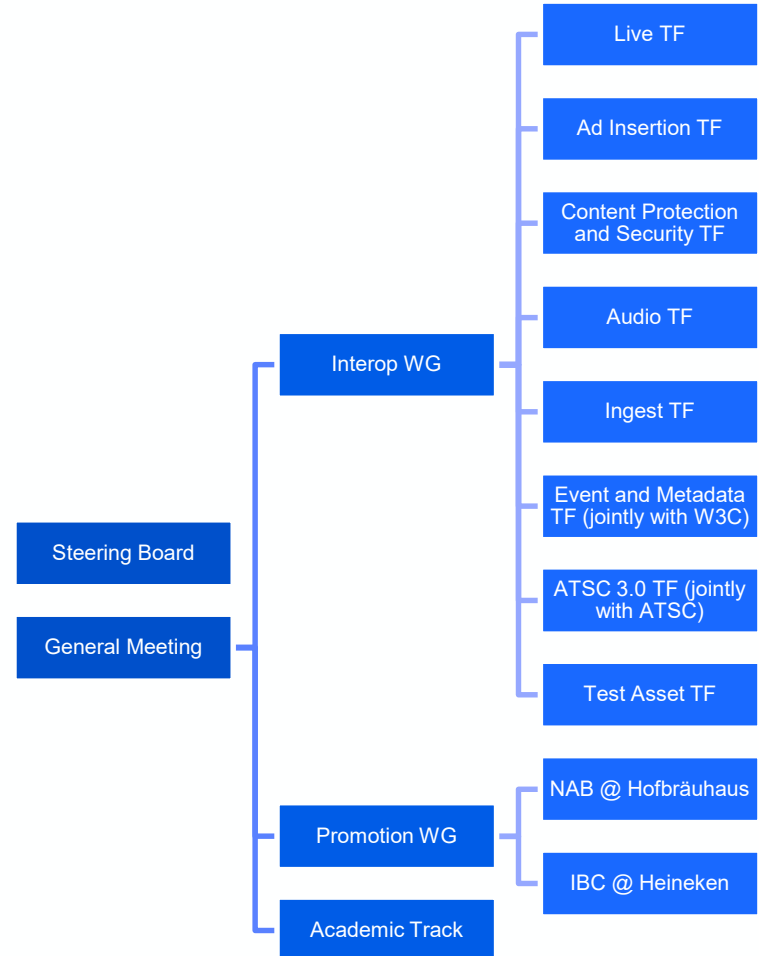 Steering Board
General Meeting
Interop WG
Live TF
Ad Insertion TF
Content Protection
and Security TF
Audio TF
Ingest TF
Event and Metadata
TF (jointly with W3C)
ATSC 3.0 TF (jointly
with ATSC)
Test Asset TF
Promotion WG
NAB @ Hofbräuhaus
IBC @ Heineken
Academic Track